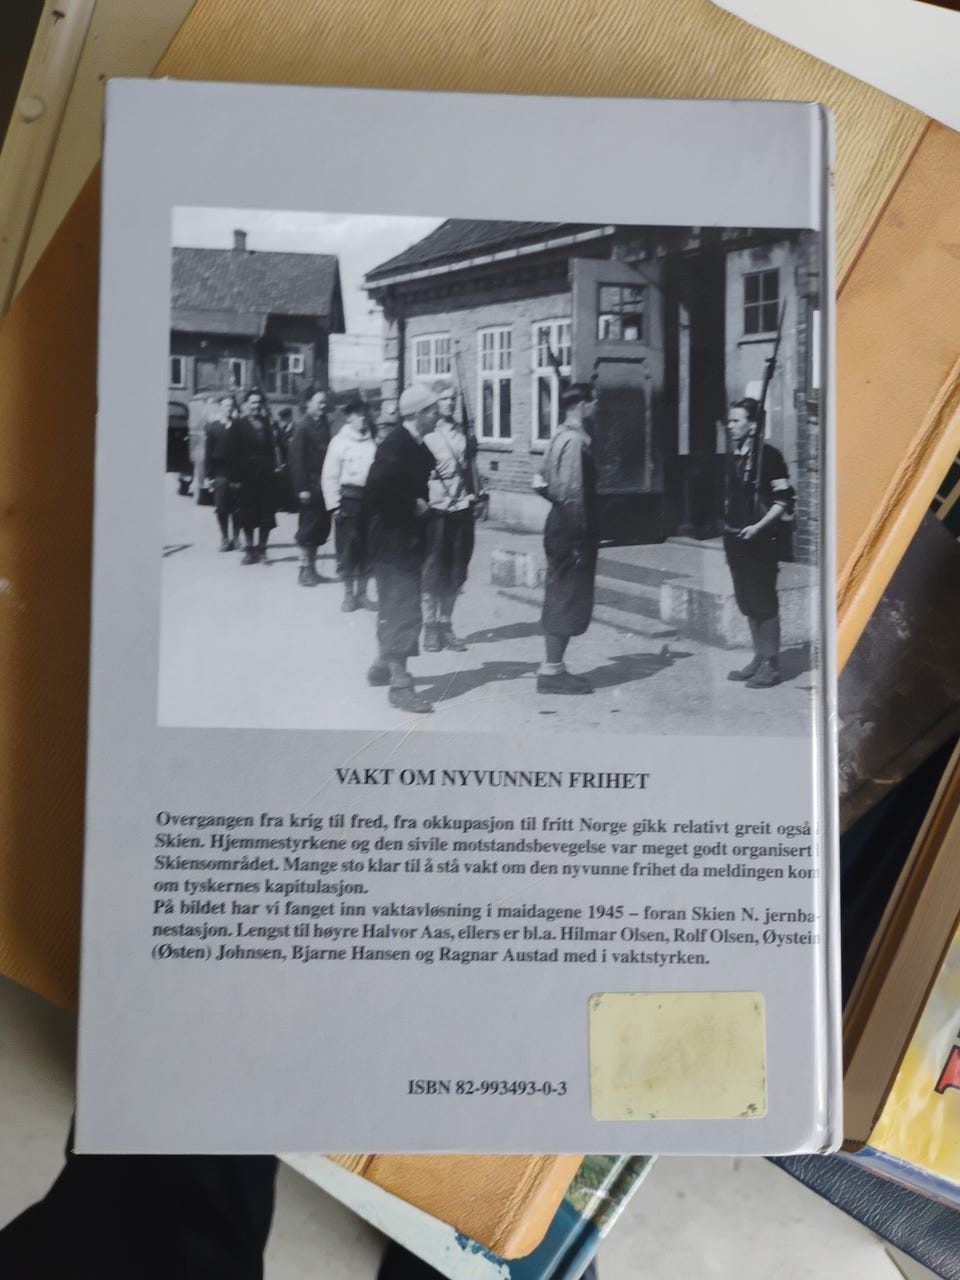 VAKT OM NYVUNNEN FRIHET
Overgangen fra krig til fred, fra okkupasjon til fritt Norge gikk relativt greit også
Skien. Hjemmestyrkene og den sivile motstandsbevegelse var meget godt organisert
Skiensområdet. Mange sto klar til å stå vakt om den nyvunne frihet da meldingen kom
om tyskernes kapitulasjon.
På bildet har vi fanget inn vaktavløsning i maidagene 1945 – foran Skien N. jernba-
nestasjon. Lengst til høyre Halvor Aas, ellers er bl.a. Hilmar Olsen, Rolf Olsen, Øystein
(Østen) Johnsen, Bjarne Hansen og Ragnar Austad med i vaktstyrken.
ISBN 82-993493-0-3